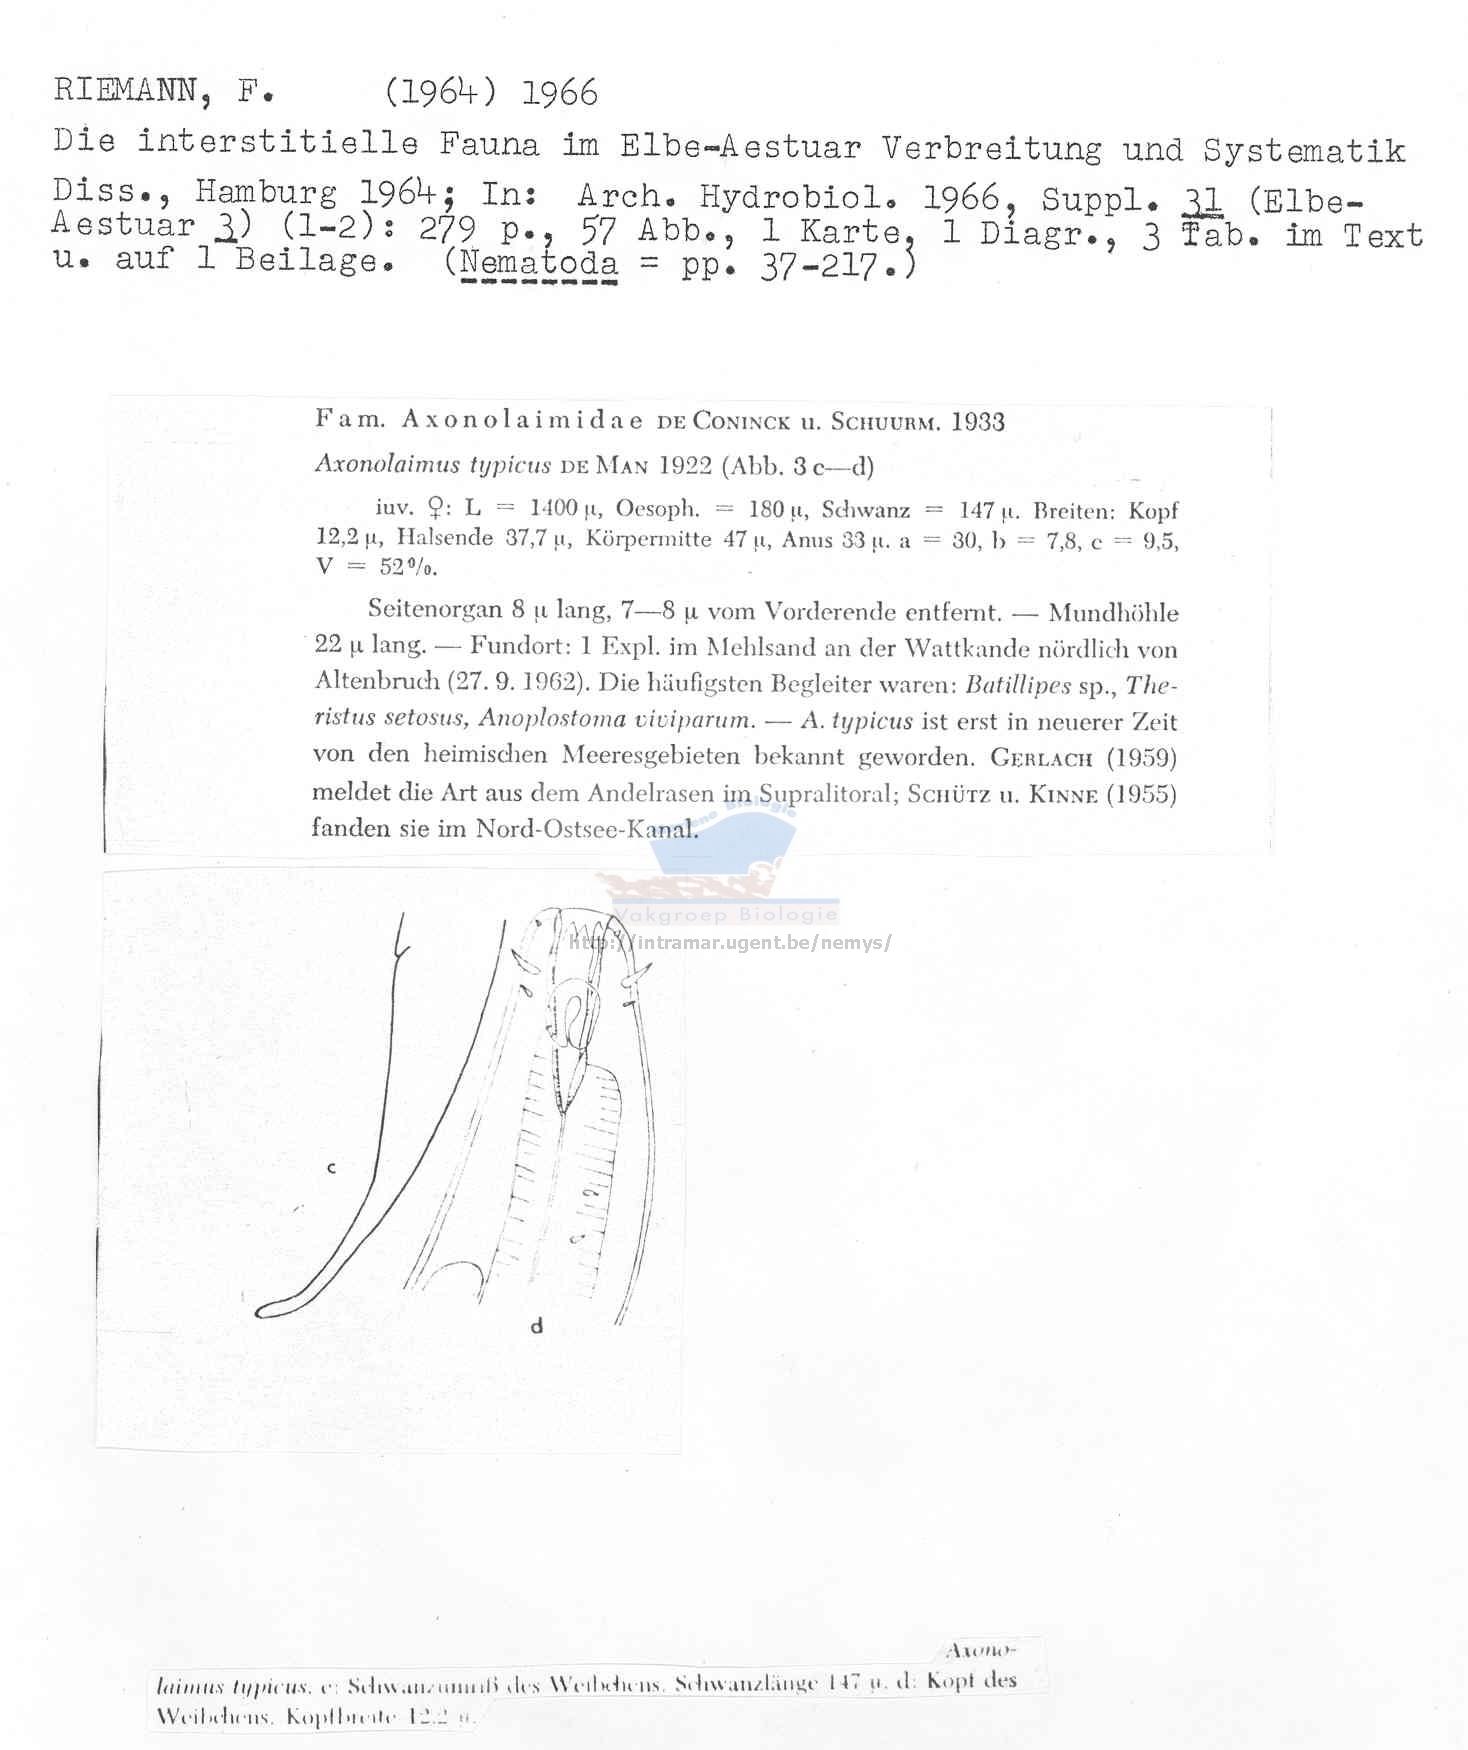 RIEMANN, F. (1964) 1966
Die interstitielle Fauna im Elbe-Aestuar Verbreitung und Systematik
Diss., Hamburg 1964; In: Arch. Hydrobiol. 1966, Suppl. 31 (Elbe-
Aestuar 3) (1-2): 279 p., 57 Abb., 1 Karte, 1 Diagr., 3 Tab. im Text
u. auf 1 Beilage. (Nematoda = pp. 37-217.)
Fam. Axonolaimidae DE CONINCK u. SCHUURM. 1933
Axonolaimus typicus DE MAN 1922 (Abb. 3 c—d)
iuv. ♀: L = 1400 µ, Oesoph. = 180 µ, Schwanz = 147 µ. Breiten: Kopf
12,2 µ, Halsende 37,7 µ, Körpermitte 47 µ, Anus 33 µ. a = 30, b = 7,8, c = 9,5,
V = 52%.
Seitenorgan 8 µ lang, 7—8 µ vom Vorderende entfernt. — Mundhöhle
22 µ lang. — Fundort: 1 Expl. im Mehlsand an der Wattkande nördlich von
Altenbruch (27. 9. 1962). Die häufigsten Begleiter waren: Batillipes sp., The-
ristus setosus, Anoplostoma viviparum. — A. typicus ist erst in neuerer Zeit
von den heimischen Meeresgebieten bekannt geworden. GERLACH (1959)
meldet die Art aus dem Andelrasen im Supralitoral; SCHÜTZ u. KINNE (1955)
fanden sie im Nord-Ostsee-Kanal.
Biologie
Vakgroep Biologie
http://intramar.ugent.be/nemys/
c
d
Axono-
laimus typicus. c: Schwanzumriß des Weibchens, Schwanzlänge 147 µ. d: Kopf des
Weibchens, Kopfbreite 12,2 µ.